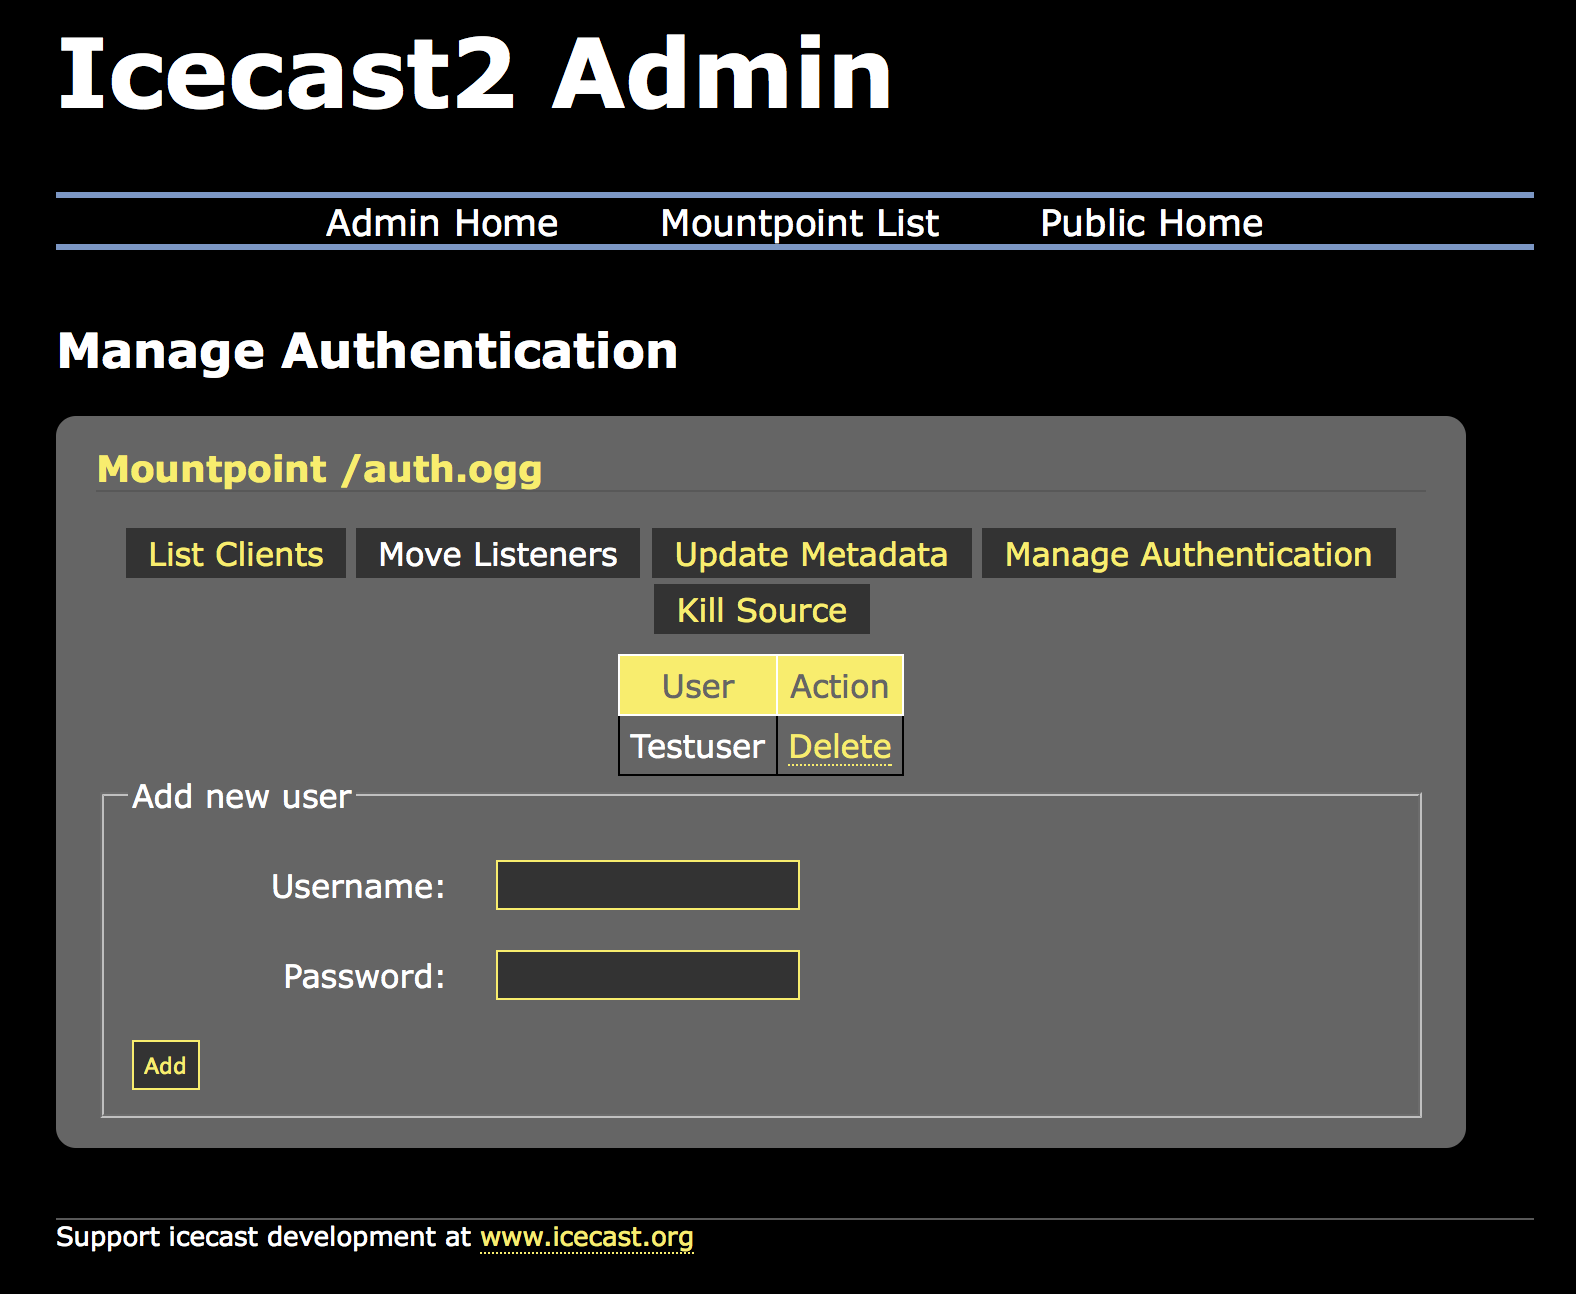 Icecast2 Admin
Admin Home Mountpoint List Public Home
Manage Authentication
Mountpoint /auth.ogg
List Clients Move Listeners Update Metadata Manage Authentication
Kill Source
User Action
Testuser Delete
Add new user
Username:
Password:
Add
Support icecast development at www.icecast.org